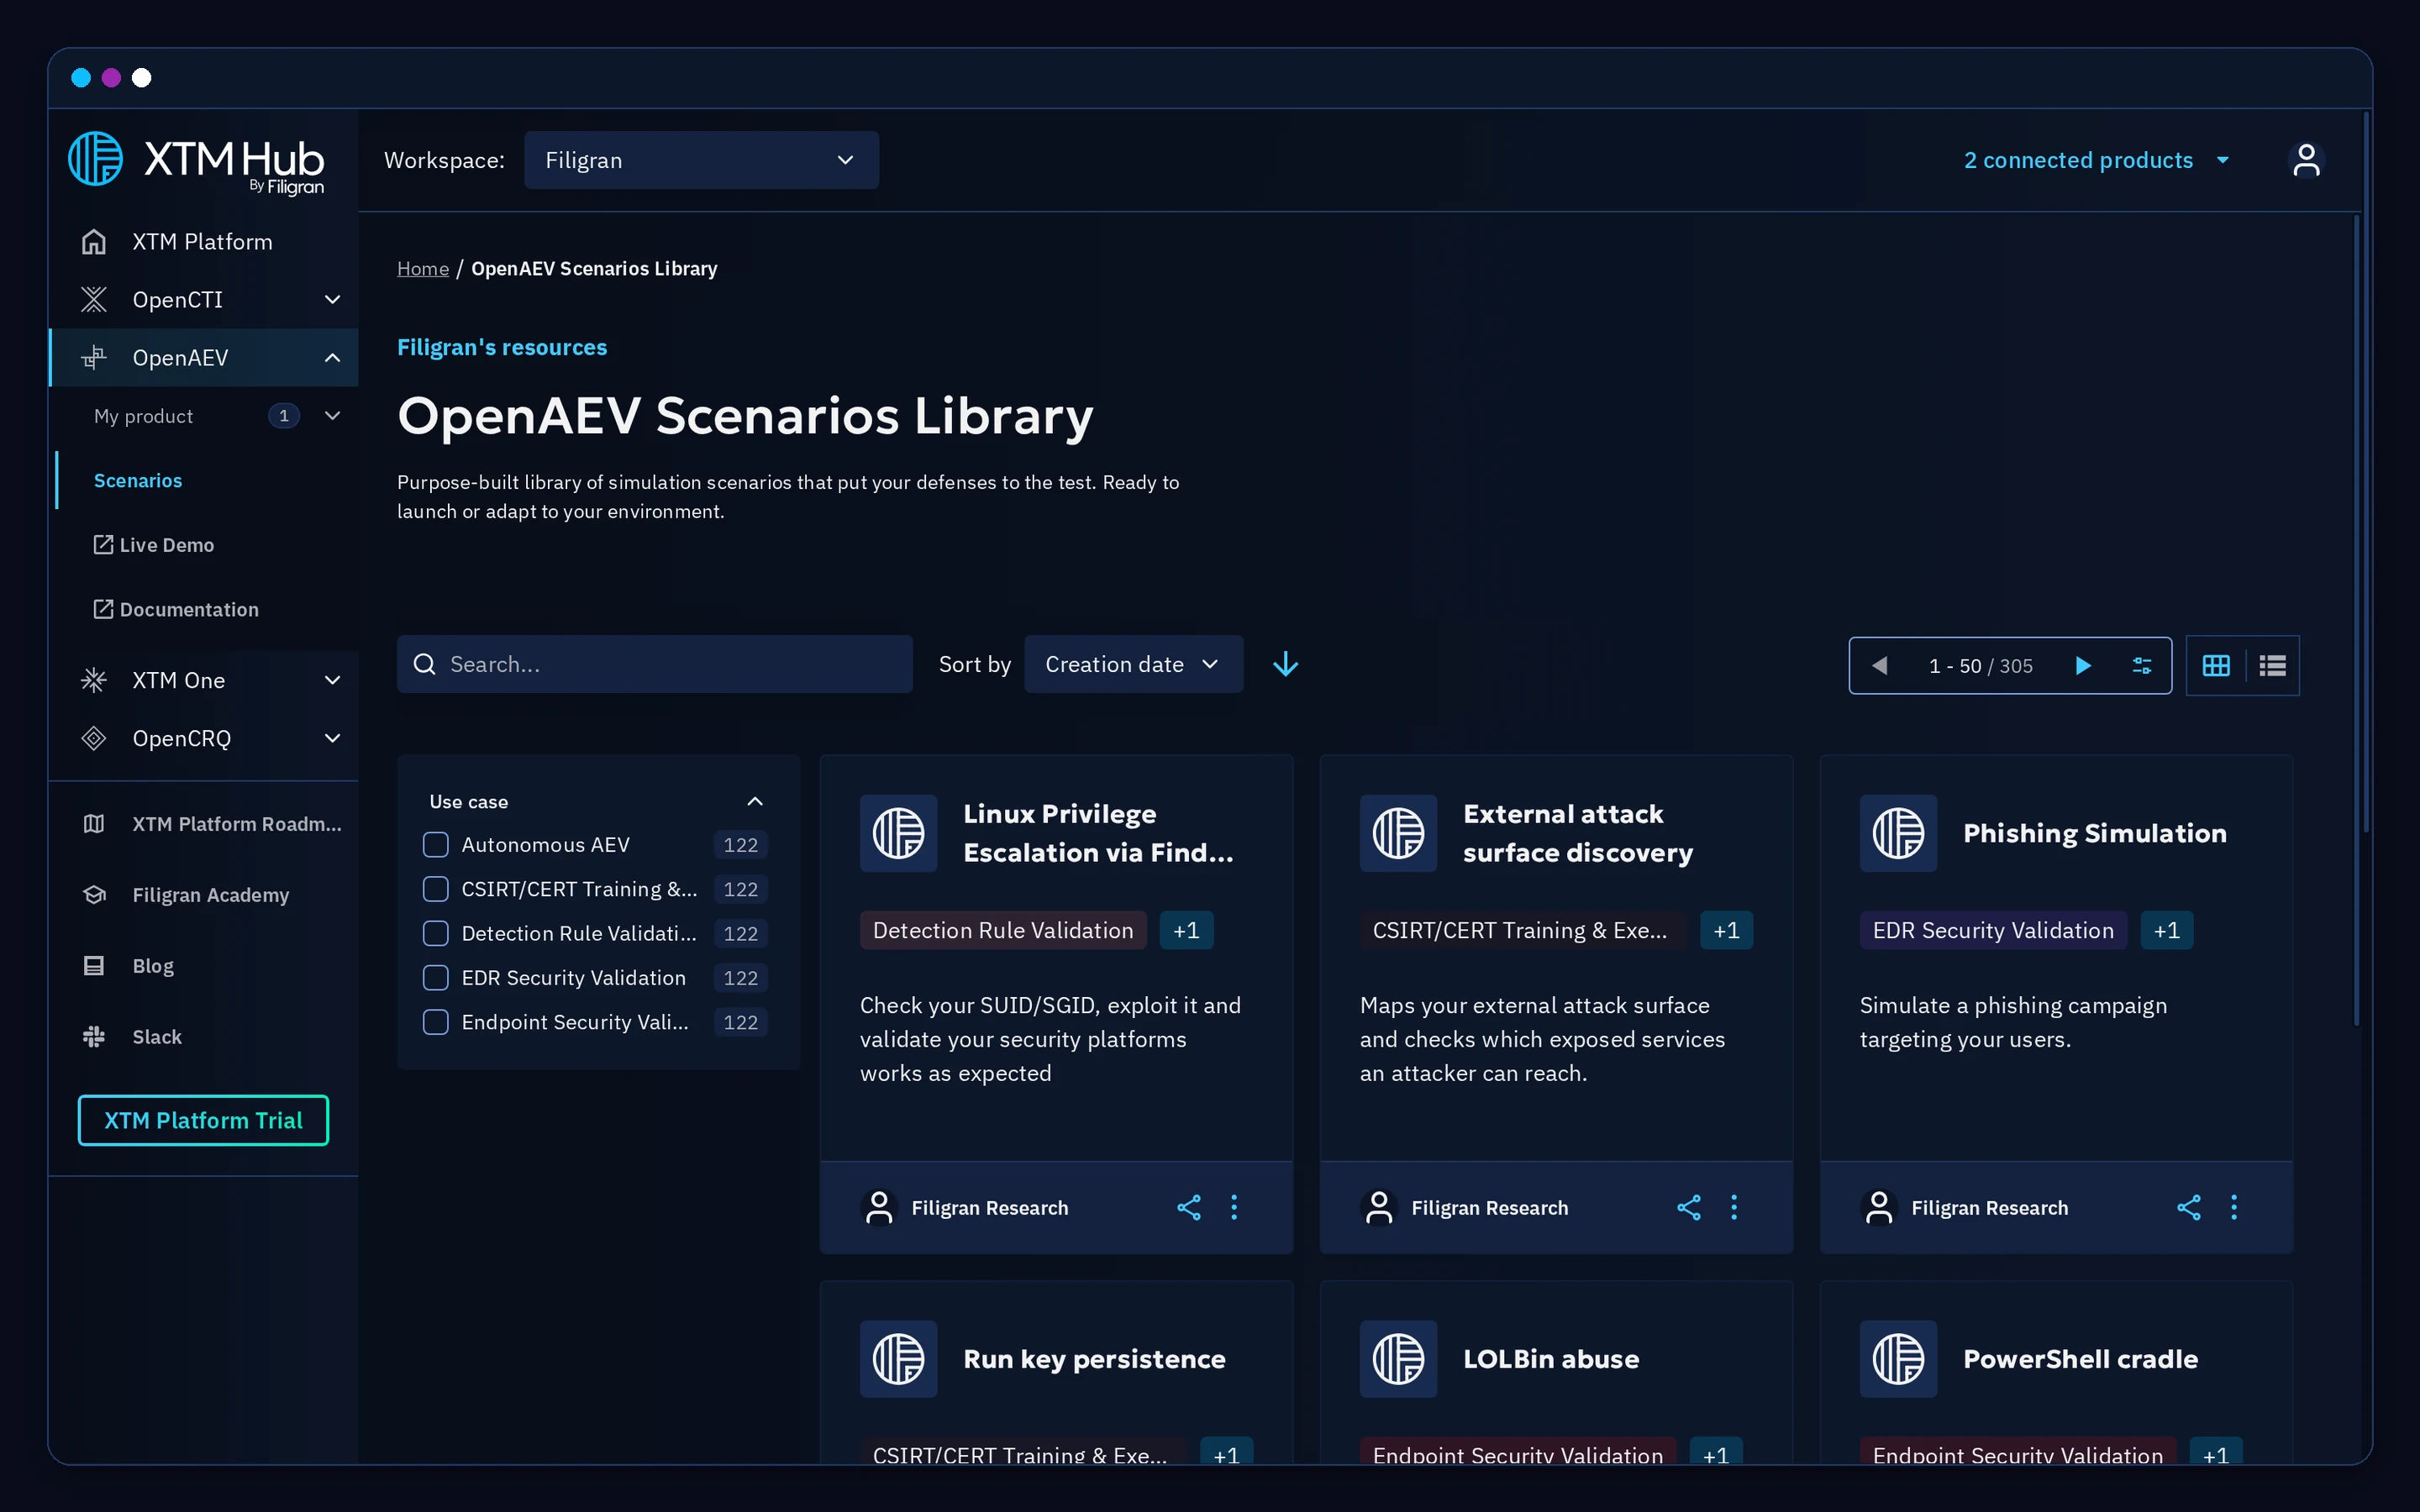 XTM Hub
By Filigran
XTM Platform
OpenCTI
OpenAEV
My product 1
Scenarios
Live Demo
Documentation
XTM One
OpenCRQ
XTM Platform Roadm...
Filigran Academy
Blog
Slack
XTM Platform Trial
Workspace: Filigran
2 connected products
Home / OpenAEV Scenarios Library
Filigran's resources
OpenAEV Scenarios Library
Purpose-built library of simulation scenarios that put your defenses to the test. Ready to
launch or adapt to your environment.
Search...
Sort by Creation date
1 - 50 / 305
Use case
Autonomous AEV 122
CSIRT/CERT Training &... 122
Detection Rule Validati... 122
EDR Security Validation 122
Endpoint Security Vali... 122
Linux Privilege
Escalation via Find...
Detection Rule Validation +1
Check your SUID/SGID, exploit it and
validate your security platforms
works as expected
Filigran Research
External attack
surface discovery
CSIRT/CERT Training & Exe... +1
Maps your external attack surface
and checks which exposed services
an attacker can reach.
Filigran Research
Phishing Simulation
EDR Security Validation +1
Simulate a phishing campaign
targeting your users.
Filigran Research
Run key persistence
CSIRT/CERT Training & Exe... +1
LOLBin abuse
Endpoint Security Validation +1
PowerShell cradle
Endpoint Security Validation +1